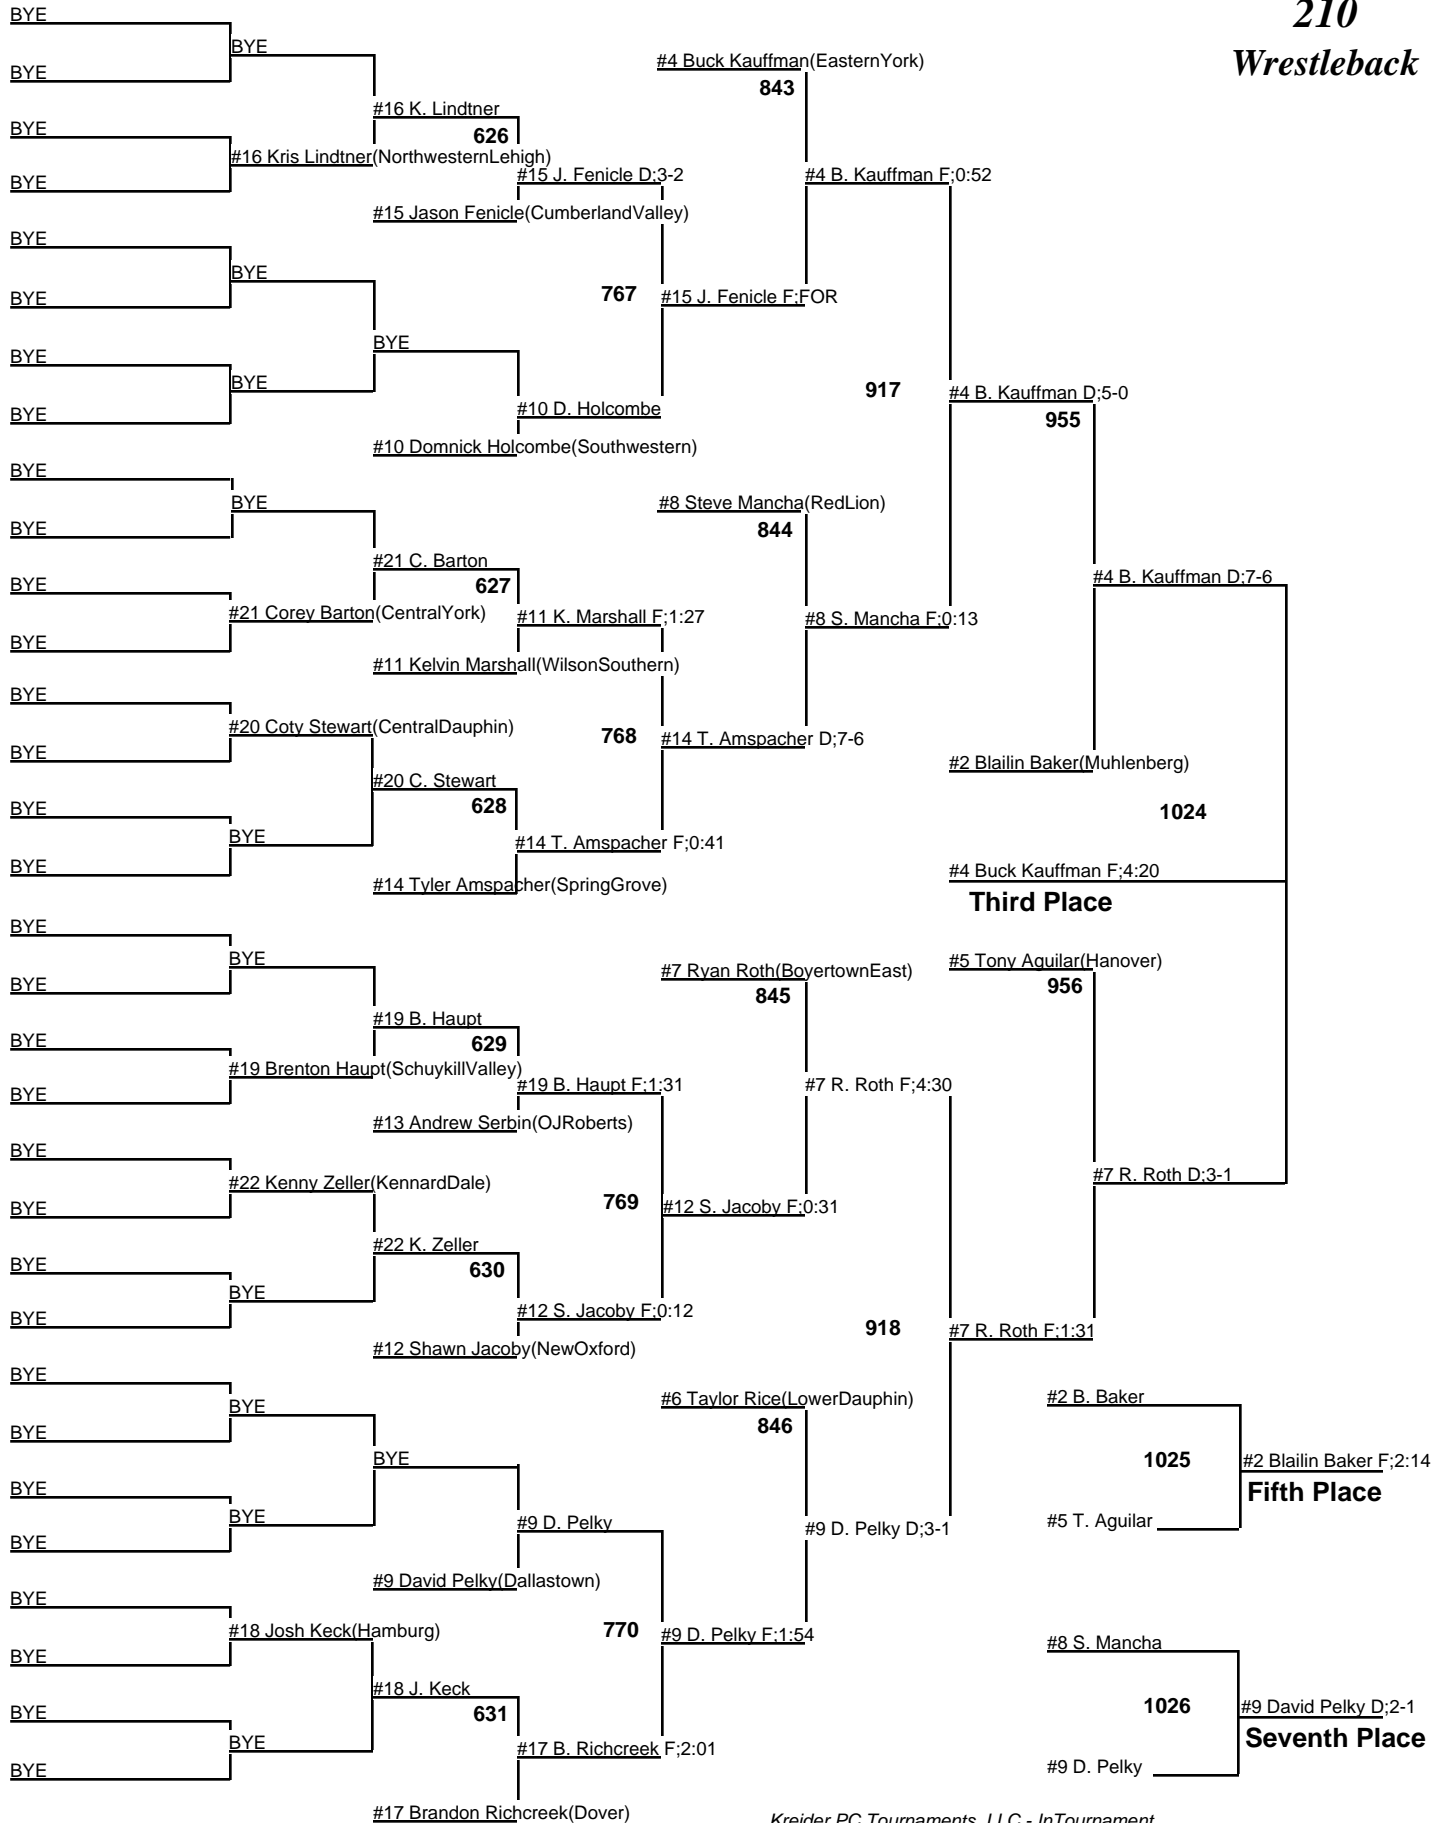 210
Wrestleback
BYE
BYE
BYE
#4 Buck Kauffman(EasternYork)
843
#16 K. Lindtner
626
BYE
#16 Kris Lindtner(NorthwesternLehigh)
BYE
#15 J. Fenicle D;3-2
#4 B. Kauffman F;0:52
#15 Jason Fenicle(CumberlandValley)
BYE
BYE
BYE
767
#15 J. Fenicle F;FOR
BYE
BYE
BYE
BYE
#10 D. Holcombe
917
#4 B. Kauffman D;5-0
955
#10 Domnick Holcombe(Southwestern)
BYE
BYE
BYE
#8 Steve Mancha(RedLion)
844
#21 C. Barton
627
BYE
#21 Corey Barton(CentralYork)
BYE
#11 K. Marshall F;1:27
#8 S. Mancha F;0:13
#4 B. Kauffman D;7-6
#11 Kelvin Marshall(WilsonSouthern)
BYE
#20 Coty Stewart(CentralDauphin)
BYE
768
#14 T. Amspacher D;7-6
#2 Blailin Baker(Muhlenberg)
#20 C. Stewart
628
1024
BYE
BYE
BYE
#14 T. Amspacher F;0:41
#14 Tyler Amspacher(SpringGrove)
#4 Buck Kauffman F;4:20
Third Place
BYE
BYE
BYE
#7 Ryan Roth(BoyertownEast)
845
#5 Tony Aguilar(Hanover)
956
#19 B. Haupt
629
BYE
#19 Brenton Haupt(SchuykillValley)
BYE
#19 B. Haupt F;1:31
#7 R. Roth F;4:30
#13 Andrew Serbin(OJRoberts)
BYE
#22 Kenny Zeller(KennardDale)
BYE
769
#12 S. Jacoby F;0:31
#7 R. Roth D;3-1
#22 K. Zeller
630
BYE
BYE
BYE
#12 S. Jacoby F;0:12
918
#7 R. Roth F;1:31
#12 Shawn Jacoby(NewOxford)
BYE
BYE
BYE
#6 Taylor Rice(LowerDauphin)
846
#2 B. Baker
BYE
1025
#2 Blailin Baker F;2:14
Fifth Place
BYE
BYE
BYE
#9 D. Pelky
#9 D. Pelky D;3-1
#5 T. Aguilar
#9 David Pelky(Dallastown)
BYE
#18 Josh Keck(Hamburg)
BYE
770
#9 D. Pelky F;1:54
#8 S. Mancha
#18 J. Keck
631
1026
#9 David Pelky D;2-1
Seventh Place
BYE
BYE
BYE
#17 B. Richcreek F;2:01
#9 D. Pelky
#17 Brandon Richcreek(Dover)
Kreider PC Tournaments, LLC - InTournament